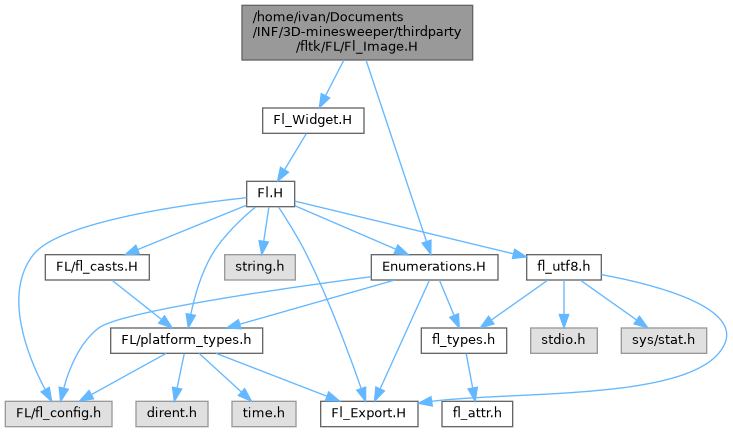 /home/ivan/Documents
/INF/3D-minesweeper/thirdparty
/fltk/FL/Fl_Image.H
Fl_Widget.H
Fl.H
FL/fl_casts.H
string.h
Enumerations.H
fl_utf8.h
FL/platform_types.h
fl_types.h
stdio.h
sys/stat.h
FL/fl_config.h
dirent.h
time.h
Fl_Export.H
fl_attr.h